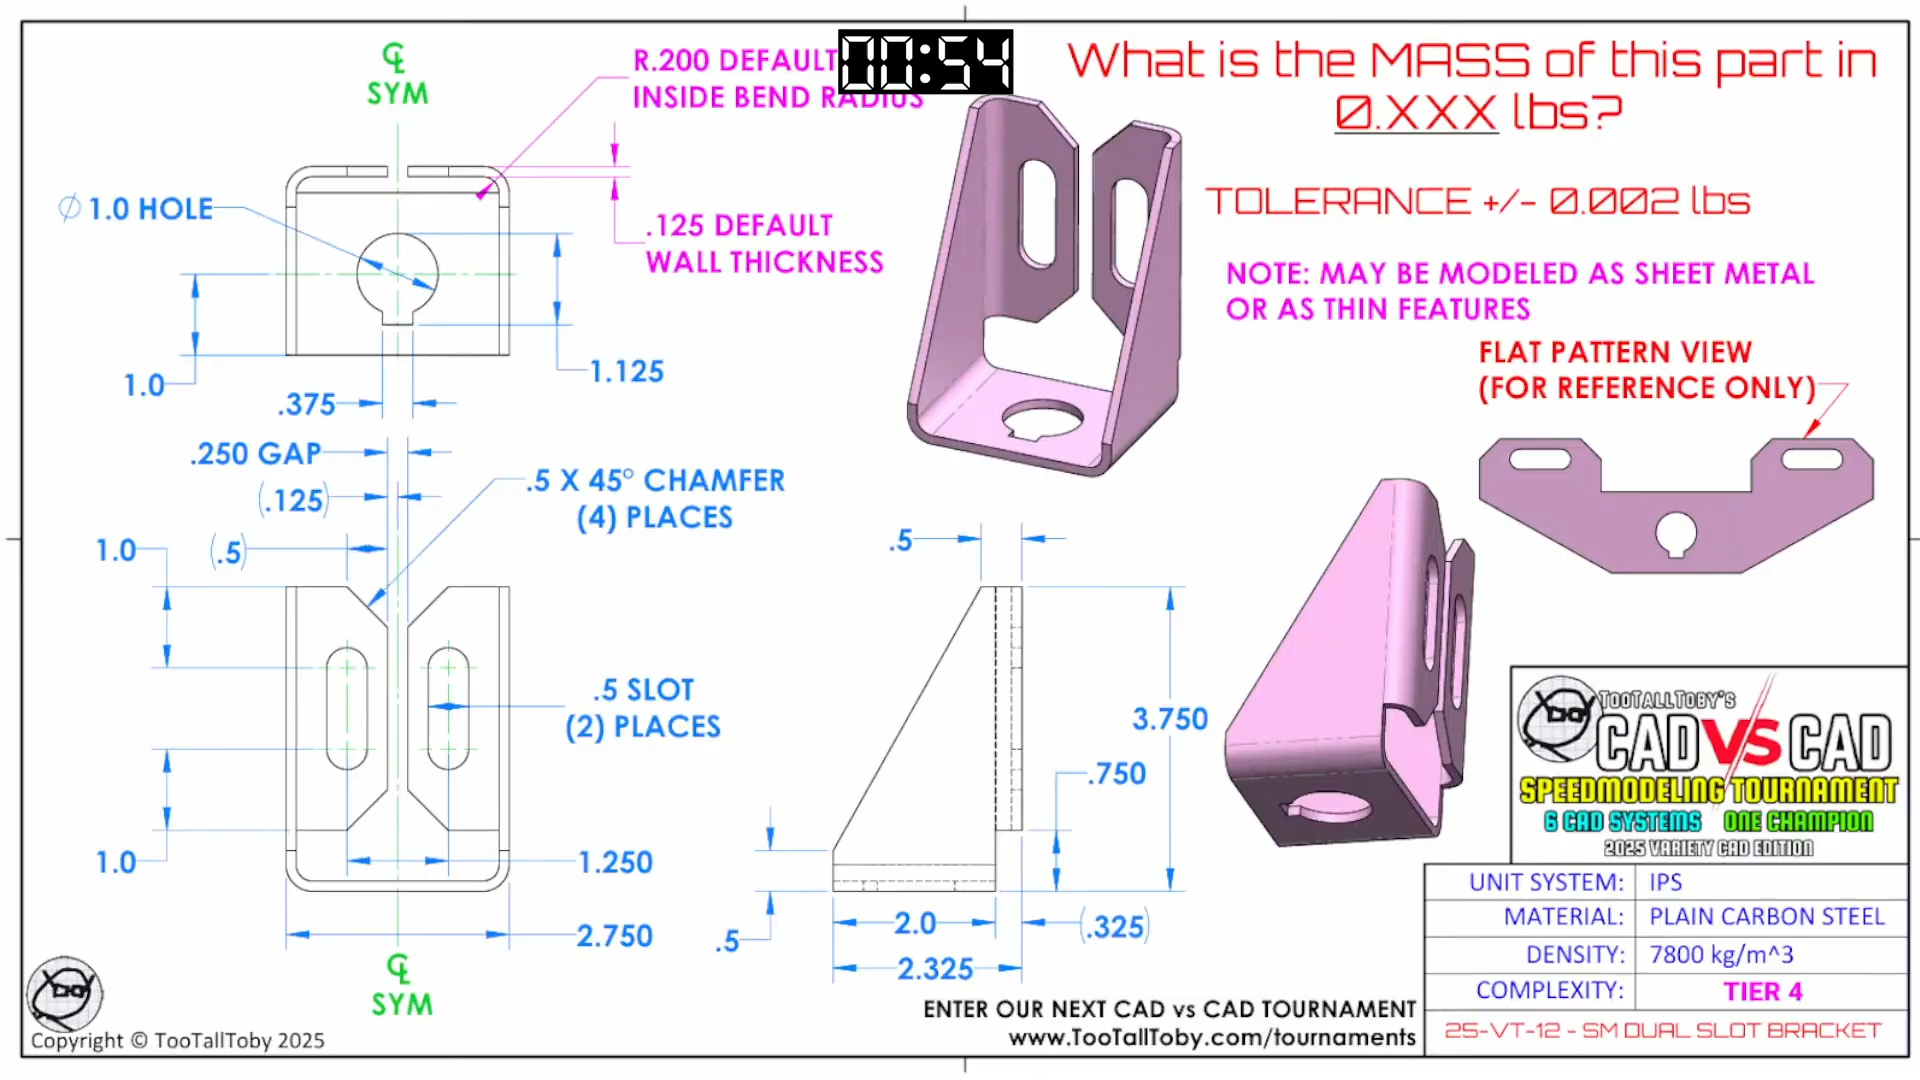 ℄
SYM
R.200 DEFAULT
INSIDE BEND RADIUS
00:54
What is the MASS of this part in
0.XXX lbs?
TOLERANCE +/- 0.002 lbs
NOTE: MAY BE MODELED AS SHEET METAL
OR AS THIN FEATURES
FLAT PATTERN VIEW
(FOR REFERENCE ONLY)
∅ 1.0 HOLE
.125 DEFAULT
WALL THICKNESS
1.0
1.125
.375
.250 GAP
(.125)
.5 X 45° CHAMFER
(4) PLACES
1.0
(.5)
.5
.5 SLOT
(2) PLACES
3.750
.750
1.0
1.250
2.750
.5
2.0
(.325)
2.325
℄
SYM
TOOTALLTOBY'S
CAD VS CAD
SPEEDMODELING TOURNAMENT
6 CAD SYSTEMS ONE CHAMPION
2025 VARIETY CAD EDITION
UNIT SYSTEM: IPS
MATERIAL: PLAIN CARBON STEEL
DENSITY: 7800 kg/m^3
COMPLEXITY: TIER 4
25-VT-12 - SM DUAL SLOT BRACKET
ENTER OUR NEXT CAD vs CAD TOURNAMENT
www.TooTallToby.com/tournaments
Copyright © TooTallToby 2025